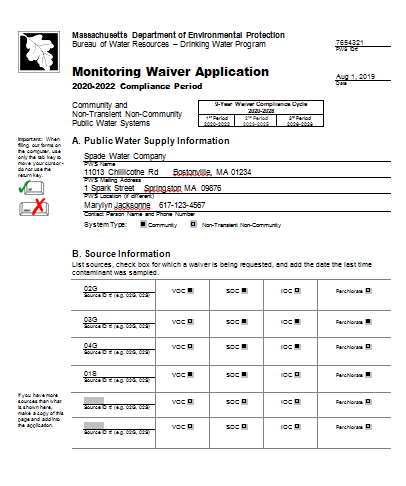 Massachusetts Department of Environmental Protection
Bureau of Water Resources – Drinking Water Program
7654321
PWS ID#
Monitoring Waiver Application
2020-2022 Compliance Period
Aug 1, 2019
Date
Community and
Non-Transient Non-Community
Public Water Systems
9-Year Waiver Compliance Cycle
2020-2028
1st Period 2nd Period 3rd Period
2020-2022 2023-2025 2026-2028
Important: When
filling out forms on
the computer, use
only the tab key to
move your cursor -
do not use the
return key.
A. Public Water Supply Information
Spade Water Company
PWS Name
11013 Chillicothe Rd Bostonville, MA 01234
PWS Mailing Address
1 Spark Street Springston MA 09876
PWS Location (if different)
Marylyn Jacksonne 617-123-4567
Contact Person Name and Phone Number
System Type: Community Non-Transient Non-Community
B. Source Information
List sources, check box for which a waiver is being requested, and add the date the last time
contaminant was sampled.
02G
Source ID # (e.g. 02G, 02S) VOC SOC IOC Perchlorate
03G
Source ID # (e.g. 02G, 02S) VOC SOC IOC Perchlorate
04G
Source ID # (e.g. 02G, 02S) VOC SOC IOC Perchlorate
01S
Source ID # (e.g. 02G, 02S) VOC SOC IOC Perchlorate
Source ID # (e.g. 02G, 02S) VOC SOC IOC Perchlorate
Source ID # (e.g. 02G, 02S) VOC SOC IOC Perchlorate
If you have more
sources than what
is shown here,
make a copy of this
page and add into
the application.